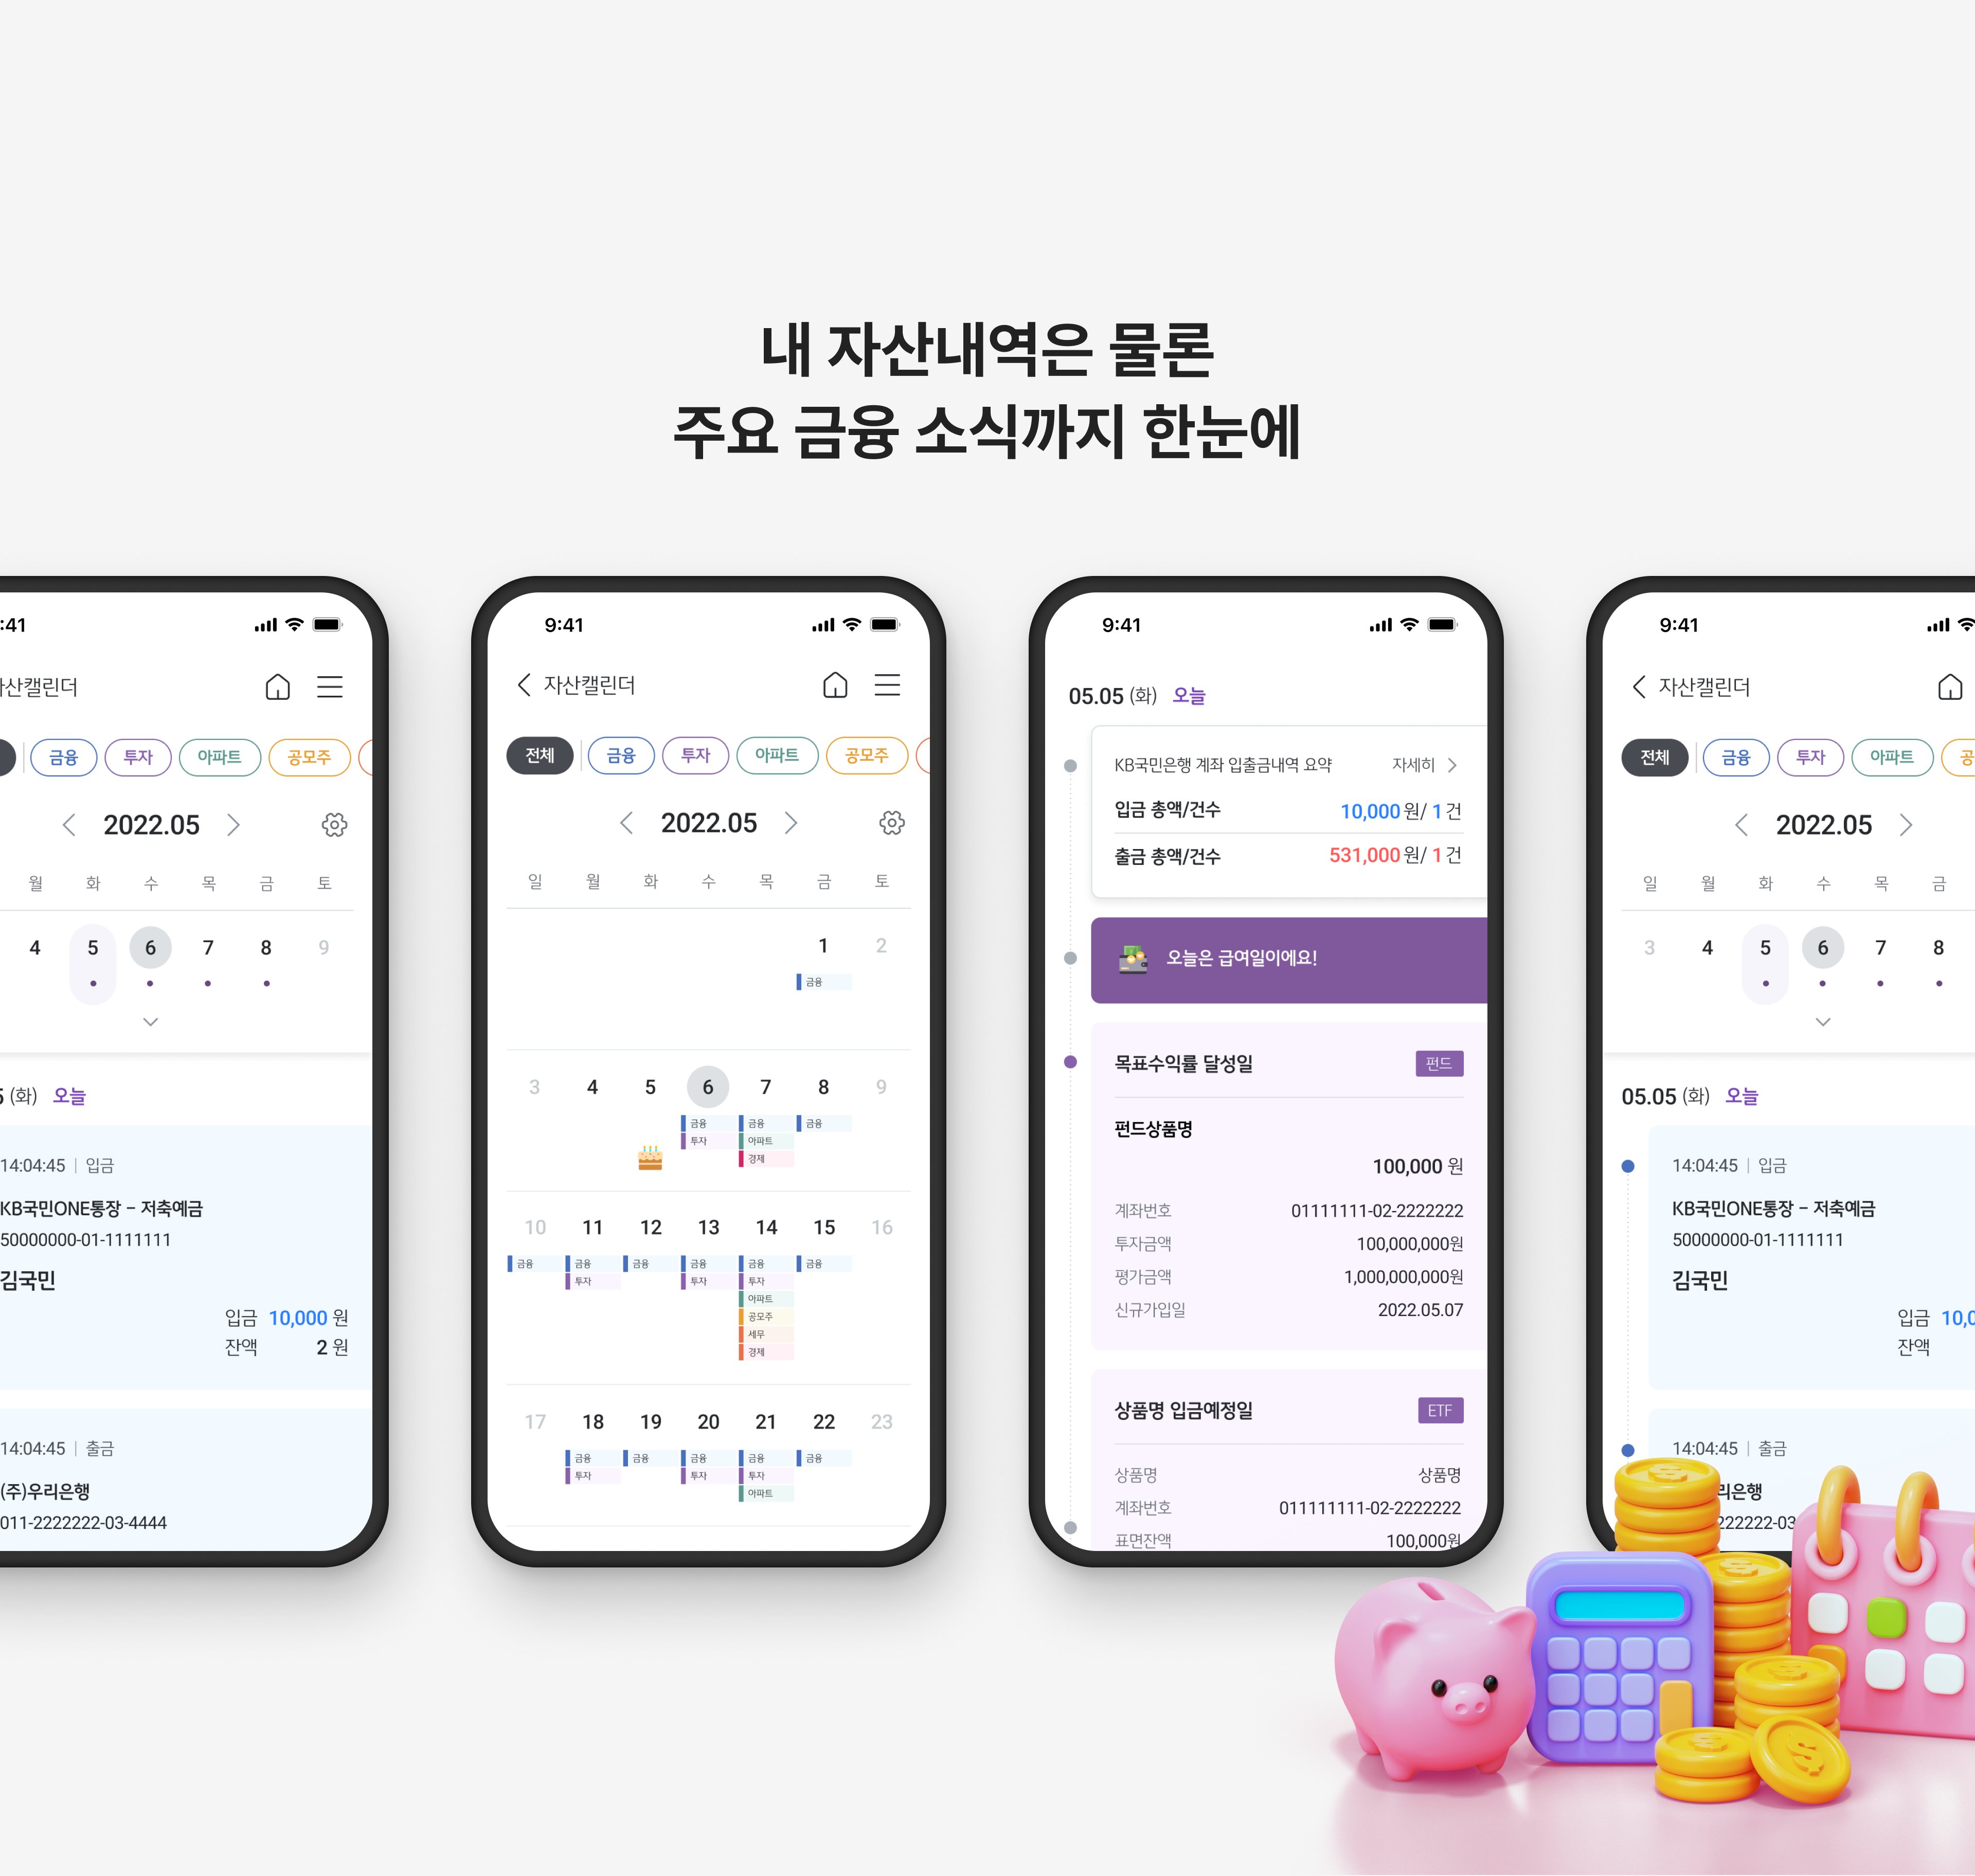 내 자산내역은 물론
주요 금융 소식까지 한눈에
:41
자산캘린더
금융 투자 아파트 공모주
2022.05
월 화 수 목 금 토
4 5 6 7 8 9
5 (화) 오늘
14:04:45 | 입금
KB국민ONE통장 - 저축예금
50000000-01-1111111
김국민
입금 10,000 원
잔액 2 원
14:04:45 | 출금
(주)우리은행
011-2222222-03-4444
9:41
자산캘린더
전체 금융 투자 아파트 공모주
2022.05
일 월 화 수 목 금 토
1 2
금융
3 4 5 6 7 8 9
금융 금융 금융
투자 아파트
경제
10 11 12 13 14 15 16
금융 금융 금융 금융 금융 금융
투자 투자 투자
아파트
공모주
세무
경제
17 18 19 20 21 22 23
금융 금융 금융 금융 금융
투자 투자 투자
아파트
9:41
05.05 (화) 오늘
KB국민은행 계좌 입출금내역 요약 자세히
입금 총액/건수 10,000원/ 1건
출금 총액/건수 531,000원/ 1건
오늘은 급여일이에요!
목표수익률 달성일 펀드
펀드상품명
100,000 원
계좌번호 01111111-02-2222222
투자금액 100,000,000원
평가금액 1,000,000,000원
신규가입일 2022.05.07
상품명 입금예정일 ETF
상품명 상품명
계좌번호 011111111-02-2222222
표면잔액 100,000원
9:41
자산캘린더
전체 금융 투자 아파트 공
2022.05
일 월 화 수 목 금
3 4 5 6 7 8
05.05 (화) 오늘
14:04:45 | 입금
KB국민ONE통장 - 저축예금
50000000-01-1111111
김국민
입금 10,0
잔액
14:04:45 | 출금
리은행
222222-03